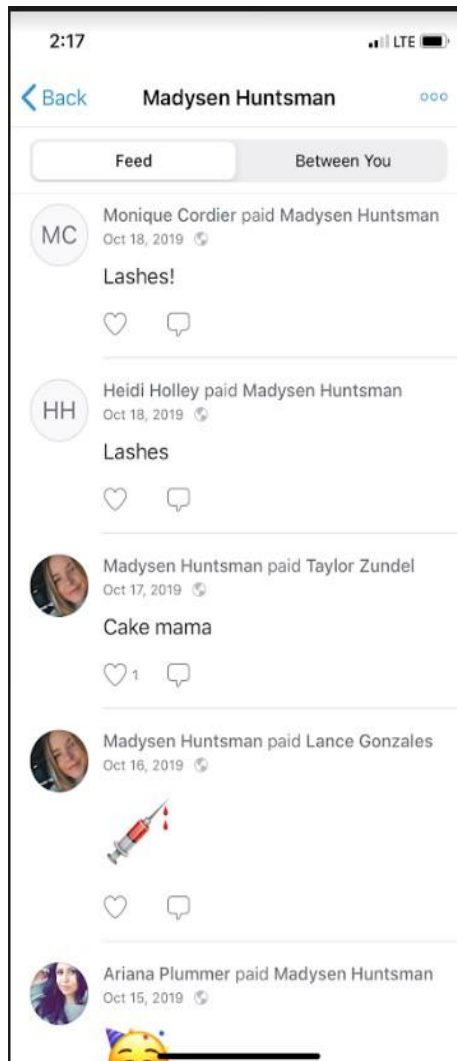 2:17
LTE
Back
Madysen Huntsman
Feed
Between You
MC
Monique Cordier paid Madysen Huntsman
Oct 18, 2019
Lashes!
HH
Heidi Holley paid Madysen Huntsman
Oct 18, 2019
Lashes
Madysen Huntsman paid Taylor Zundel
Oct 17, 2019
Cake mama
1
Madysen Huntsman paid Lance Gonzales
Oct 16, 2019
Ariana Plummer paid Madysen Huntsman
Oct 15, 2019